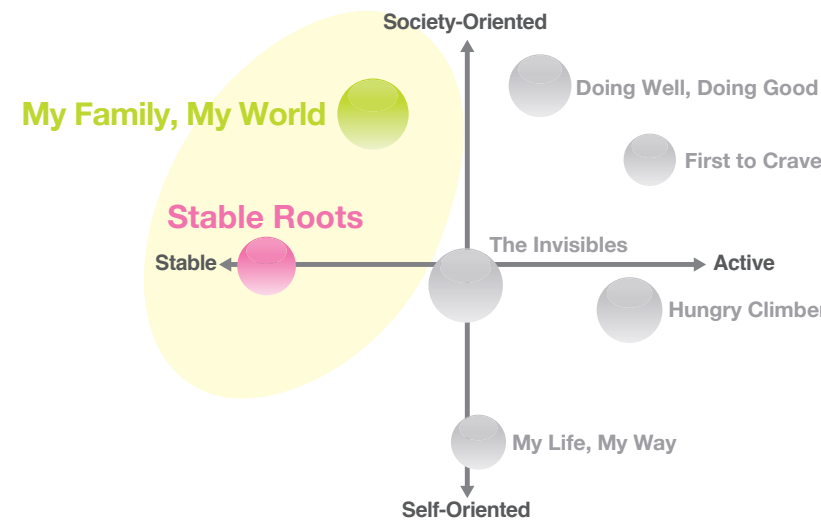 Society-Oriented
Doing Well, Doing Good
My Family, My World
First to Crave
Stable Roots
The Invisibles
Stable
Active
Hungry Climber
My Life, My Way
Self-Oriented